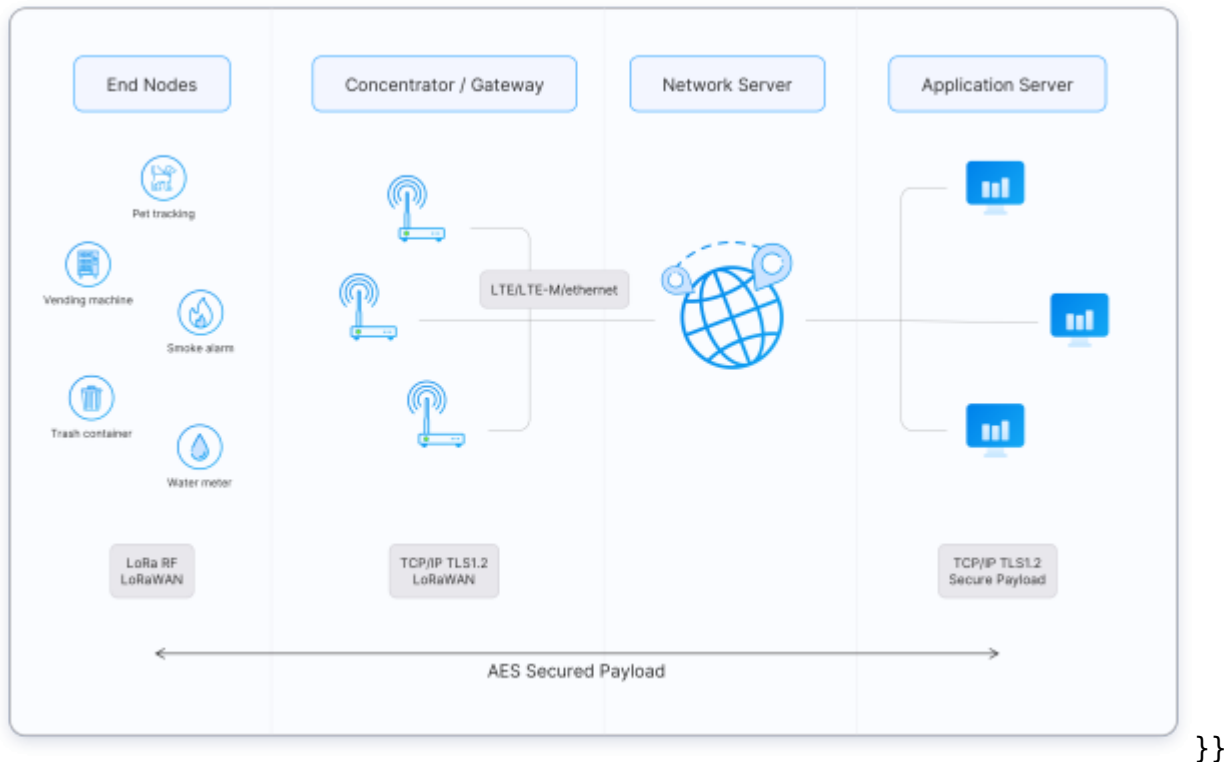 End Nodes
Concentrator / Gateway
Network Server
Application Server
Pet tracking
Vending machine
Smoke alarm
Trash container
Water meter
LTE/LTE-M/ethernet
LoRa RF
LoRaWAN
TCP/IP TLS1.2
LoRaWAN
TCP/IP TLS1.2
Secure Payload
AES Secured Payload
}}